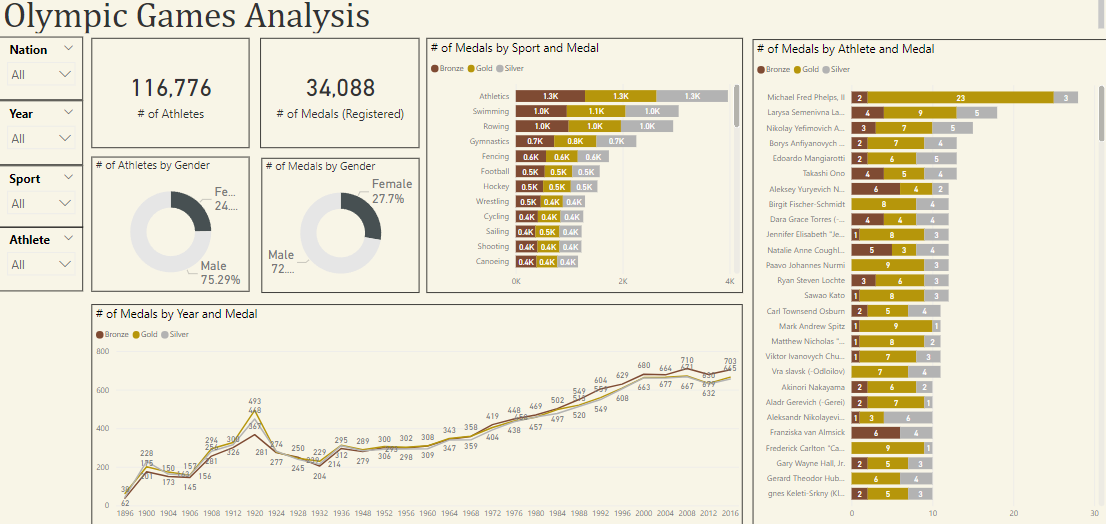 Olympic Games Analysis
Nation
All
Year
All
Sport
All
Athlete
All
116,776
# of Athletes
34,088
# of Medals (Registered)
# of Athletes by Gender
Fe...
24....
Male
75.29%
# of Medals by Gender
Female
27.7%
Male
72....
# of Medals by Sport and Medal
Bronze Gold Silver
Athletics 1.3K 1.3K 1.3K
Swimming 1.0K 1.1K 1.0K
Rowing 1.0K 1.0K 1.0K
Gymnastics 0.7K 0.8K 0.7K
Fencing 0.6K 0.6K 0.6K
Football 0.5K 0.5K 0.5K
Hockey 0.5K 0.5K 0.5K
Wrestling 0.5K 0.4K 0.4K
Cycling 0.4K 0.4K 0.4K
Sailing 0.4K 0.5K 0.4K
Shooting 0.4K 0.4K 0.4K
Canoeing 0.4K 0.4K 0.4K
0K 2K 4K
# of Medals by Athlete and Medal
Bronze Gold Silver
Michael Fred Phelps, II 2 23 3
Larysa Semenivna La... 4 9 5
Nikolay Yefimovich A... 3 7 5
Borys Anfiyanovych ... 2 7 4
Edoardo Mangiarotti 2 6 5
Takashi Ono 4 5 4
Aleksey Yuryevich N... 6 4 2
Birgit Fischer-Schmidt 8 4
Dara Grace Torres (-... 4 4 4
Jennifer Elisabeth "Je... 1 8 3
Natalie Anne Coughl... 5 3 4
Paavo Johannes Nurmi 9 3
Ryan Steven Lochte 3 6 3
Sawao Kato 1 8 3
Carl Townsend Osburn 2 5 4
Mark Andrew Spitz 1 9 1
Matthew Nicholas "... 1 8 2
Viktor Ivanovych Chu... 1 7 3
Vra slavsk (-Odloilov) 7 4
Akinori Nakayama 2 6 2
Aladr Gerevich (-Gerei) 2 7 1
Aleksandr Nikolayevi... 1 3 6
Franziska van Almsick 6 4
Frederick Carlton "Ca... 9 1
Gary Wayne Hall, Jr. 2 5 3
Gerard Theodor Hub... 6 4
gnes Keleti-Srkny (Kl... 2 5 3
0 10 20 30
# of Medals by Year and Medal
Bronze Gold Silver
800
600
400
200
0
493 367 228 294 326 281 173 145 156 201 62
274 277 281 250 245 229 204 295 312 214 289 279 300 306 302 298 308 309
343 347 358 359 419 404 448 438 469 457 502 497 549 520 604 549 629 608 680 663 664 677 710 667 632 703
1896 1900 1904 1906 1908 1912 1920 1924 1928 1932 1936 1948 1952 1956 1960 1964 1968 1972 1976 1980 1984 1988 1992 1996 2000 2004 2008 2012 2016